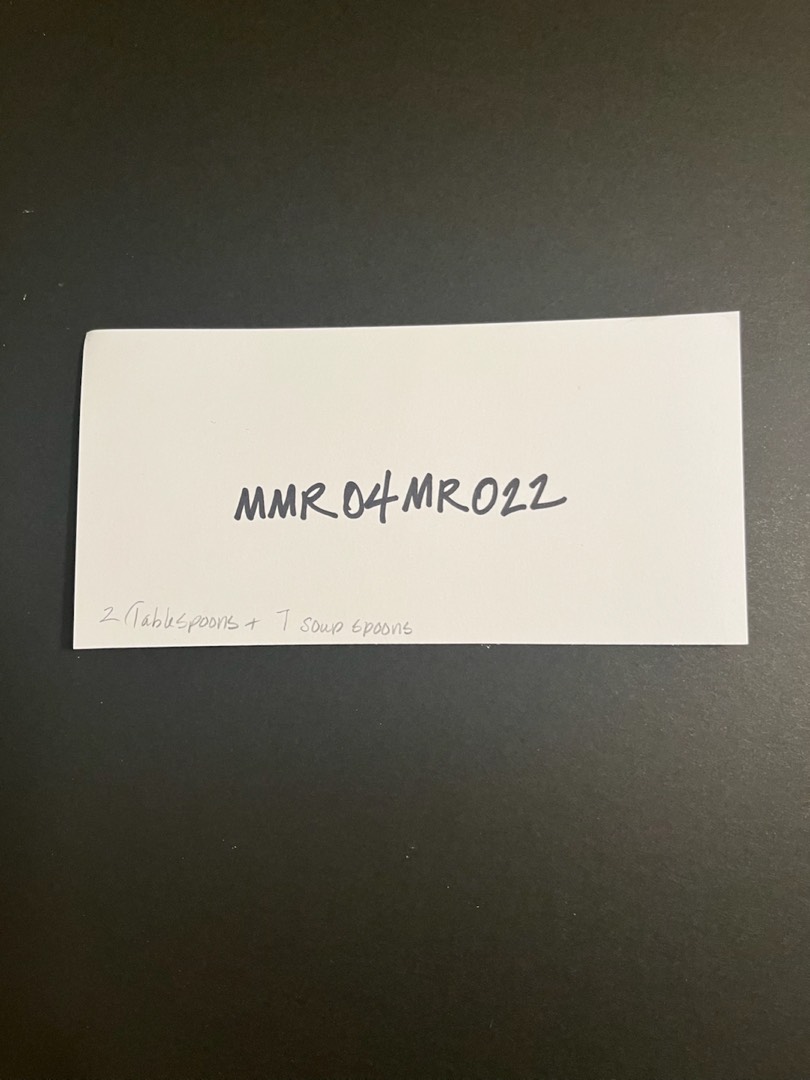 MMR04MR022
2 Tablespoons + 7 soup spoons